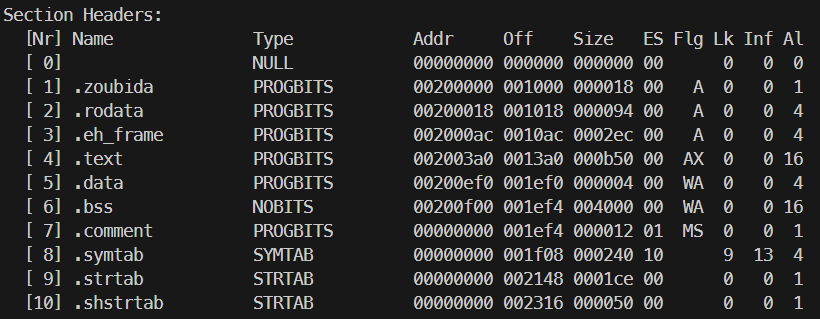 Section Headers:
  [Nr] Name              Type            Addr     Off    Size   ES Flg Lk Inf Al
  [ 0]                   NULL            00000000 000000 000000 00      0   0  0
  [ 1] .zoubida          PROGBITS        00200000 001000 000018 00   A  0   0  1
  [ 2] .rodata           PROGBITS        00200018 001018 000094 00   A  0   0  4
  [ 3] .eh_frame         PROGBITS        002000ac 0010ac 0002ec 00   A  0   0  4
  [ 4] .text             PROGBITS        002003a0 0013a0 000b50 00  AX  0   0 16
  [ 5] .data             PROGBITS        00200ef0 001ef0 000004 00  WA  0   0  4
  [ 6] .bss              NOBITS          00200f00 001ef4 004000 00  WA  0   0 16
  [ 7] .comment          PROGBITS        00000000 001ef4 000012 01  MS  0   0  1
  [ 8] .symtab           SYMTAB          00000000 001f08 000240 10      9  13  4
  [ 9] .strtab           STRTAB          00000000 002148 0001ce 00      0   0  1
  [10] .shstrtab         STRTAB          00000000 002316 000050 00      0   0  1